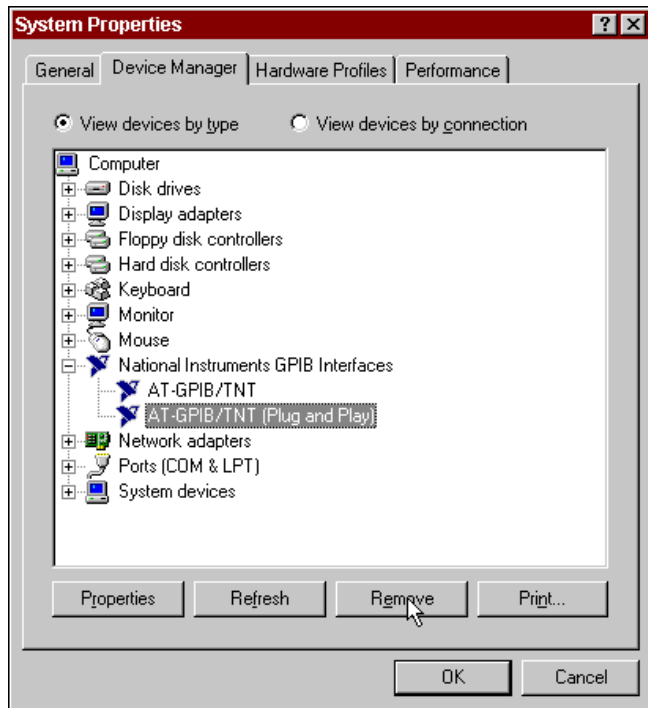 System Properties
General Device Manager Hardware Profiles Performance
View devices by type View devices by connection
Computer
Disk drives
Display adapters
Floppy disk controllers
Hard disk controllers
Keyboard
Monitor
Mouse
National Instruments GPIB Interfaces
AT-GPIB/TNT
AT-GPIB/TNT (Plug and Play)
Network adapters
Ports (COM & LPT)
System devices
Properties Refresh Remove Print...
OK Cancel